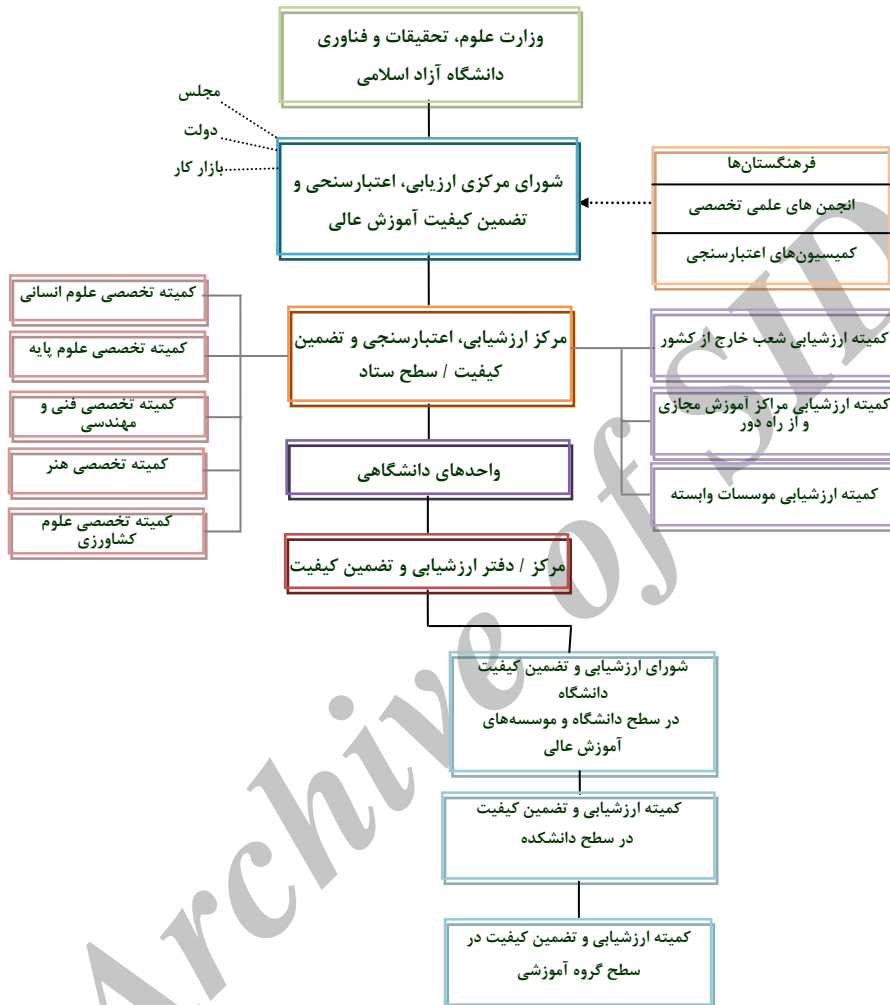 وزارت علوم، تحقیقات و فناوری
دانشگاه آزاد اسلامی
مجلس
دولت
بازار کار
شورای مرکزی ارزیابی، اعتبارسنحی و
تضمین کیفیت آموزش عالی
فرهنگستان‌ها
انجمن های علمی تخصصی
کمیسیون‌های اعتبارسنجی
مرکز ارزشیابی، اعتبارسنجی و تضمین
کیفیت / سطح ستاد
کمیته ارزشیابی شعب خارج از کشور
کمیته ارزشیابی مراکز آموزش مجازی
و از راه دور
کمیته ارزشیابی موسسات وابسته
کمیته تخصصی علوم انسانی
کمیته تخصصی علوم پایه
کمیته تخصصی فنی و
مهندسی
کمیته تخصصی هنر
کمیته تخصصی علوم
کشاورزی
واحدهای دانشگاهی
مرکز / دفتر ارزشیابی و تضمین کیفیت
شورای ارزشیابی و تضمین کیفیت
دانشگاه
در سطح دانشگاه و موسسه‌های
آموزش عالی
کمیته ارزشیابی و تضمین کیفیت
در سطح دانشکده
کمیته ارزشیابی و تضمین کیفیت در
سطح گروه آموزشی
Archive of SID